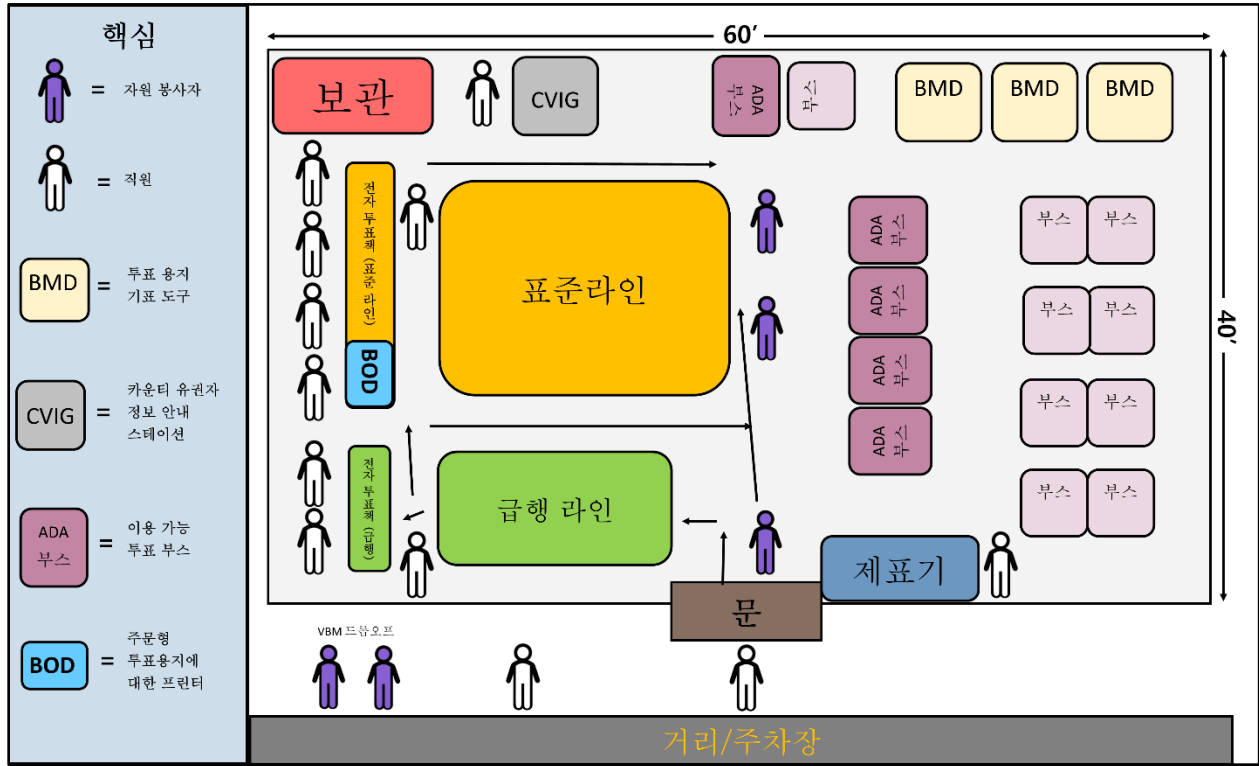 핵심
= 자원 봉사자
= 직원
BMD = 투표 용지
기표 도구
CVIG = 카운티 유권자
정보 안내
스테이션
ADA
부스 = 이용 가능
투표 부스
BOD = 주문형
투표용지에
대한 프린터
60’
40’
보관
CVIG
ADA
부스
부스
BMD
BMD
BMD
전자 투표책 (표준 라인)
BOD
표준라인
ADA
부스
ADA
부스
ADA
부스
ADA
부스
부스 부스
부스 부스
부스 부스
부스 부스
전자 투표책 (급행)
급행 라인
제표기
문
VBM 드롭오프
거리/주차장